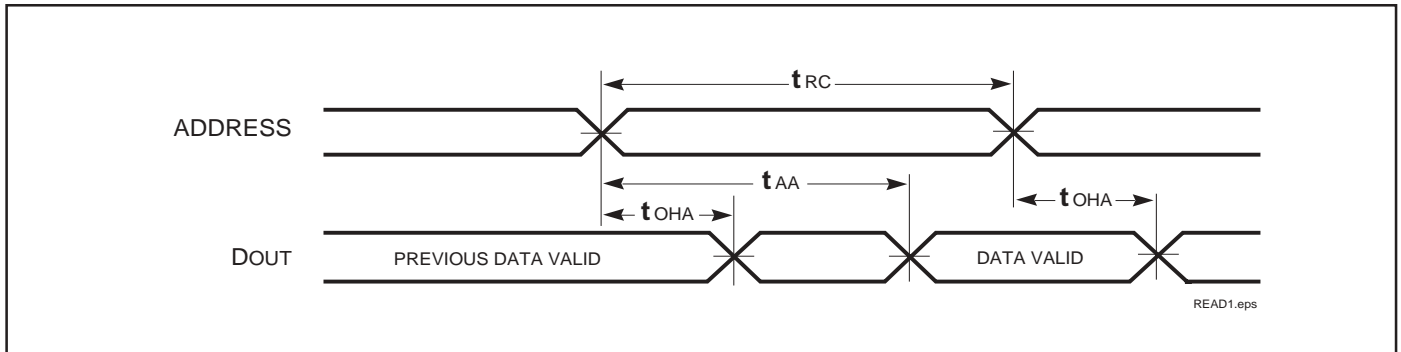 tRC
ADDRESS
tAA
tOHA
tOHA
DOUT
PREVIOUS DATA VALID
DATA VALID
READ1.eps